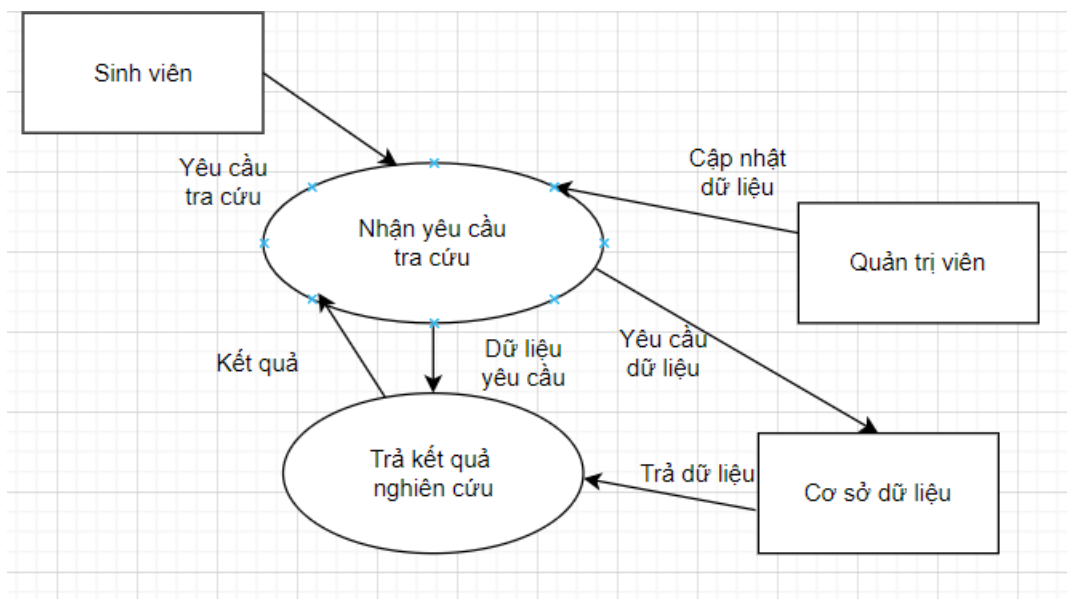 Sinh viên
Yêu cầu
tra cứu
Cập nhật
dữ liệu
Nhận yêu cầu
tra cứu
Quản trị viên
Kết quả
Dữ liệu
yêu cầu
Yêu cầu
dữ liệu
Trả kết quả
nghiên cứu
Trả dữ liệu
Cơ sở dữ liệu